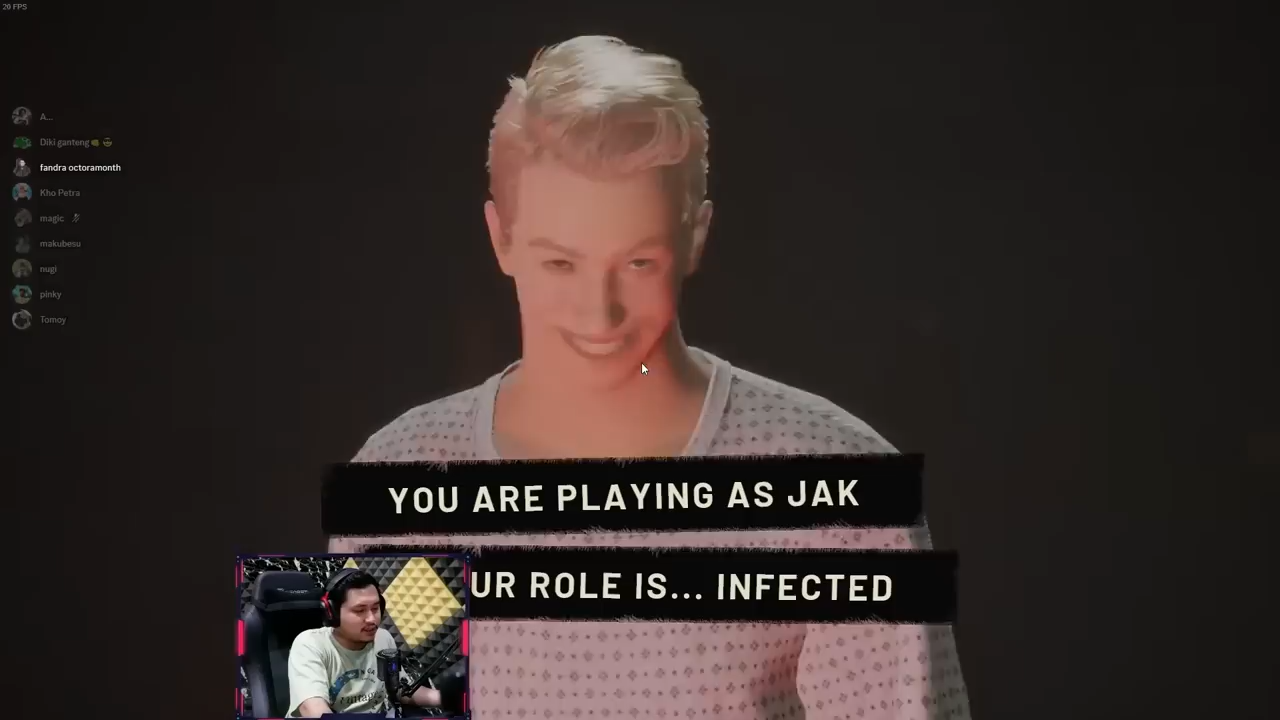 20 FPS
A...
Diki ganteng
fandra octoramonth
Kho Petra
magic
makubesu
nugi
pinky
Tomoy
YOU ARE PLAYING AS JAK
UR ROLE IS... INFECTED